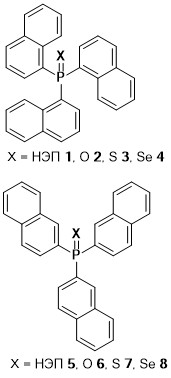 X
P
X = НЭП 1, O 2, S 3, Se 4
X
P
X = НЭП 5, O 6, S 7, Se 8